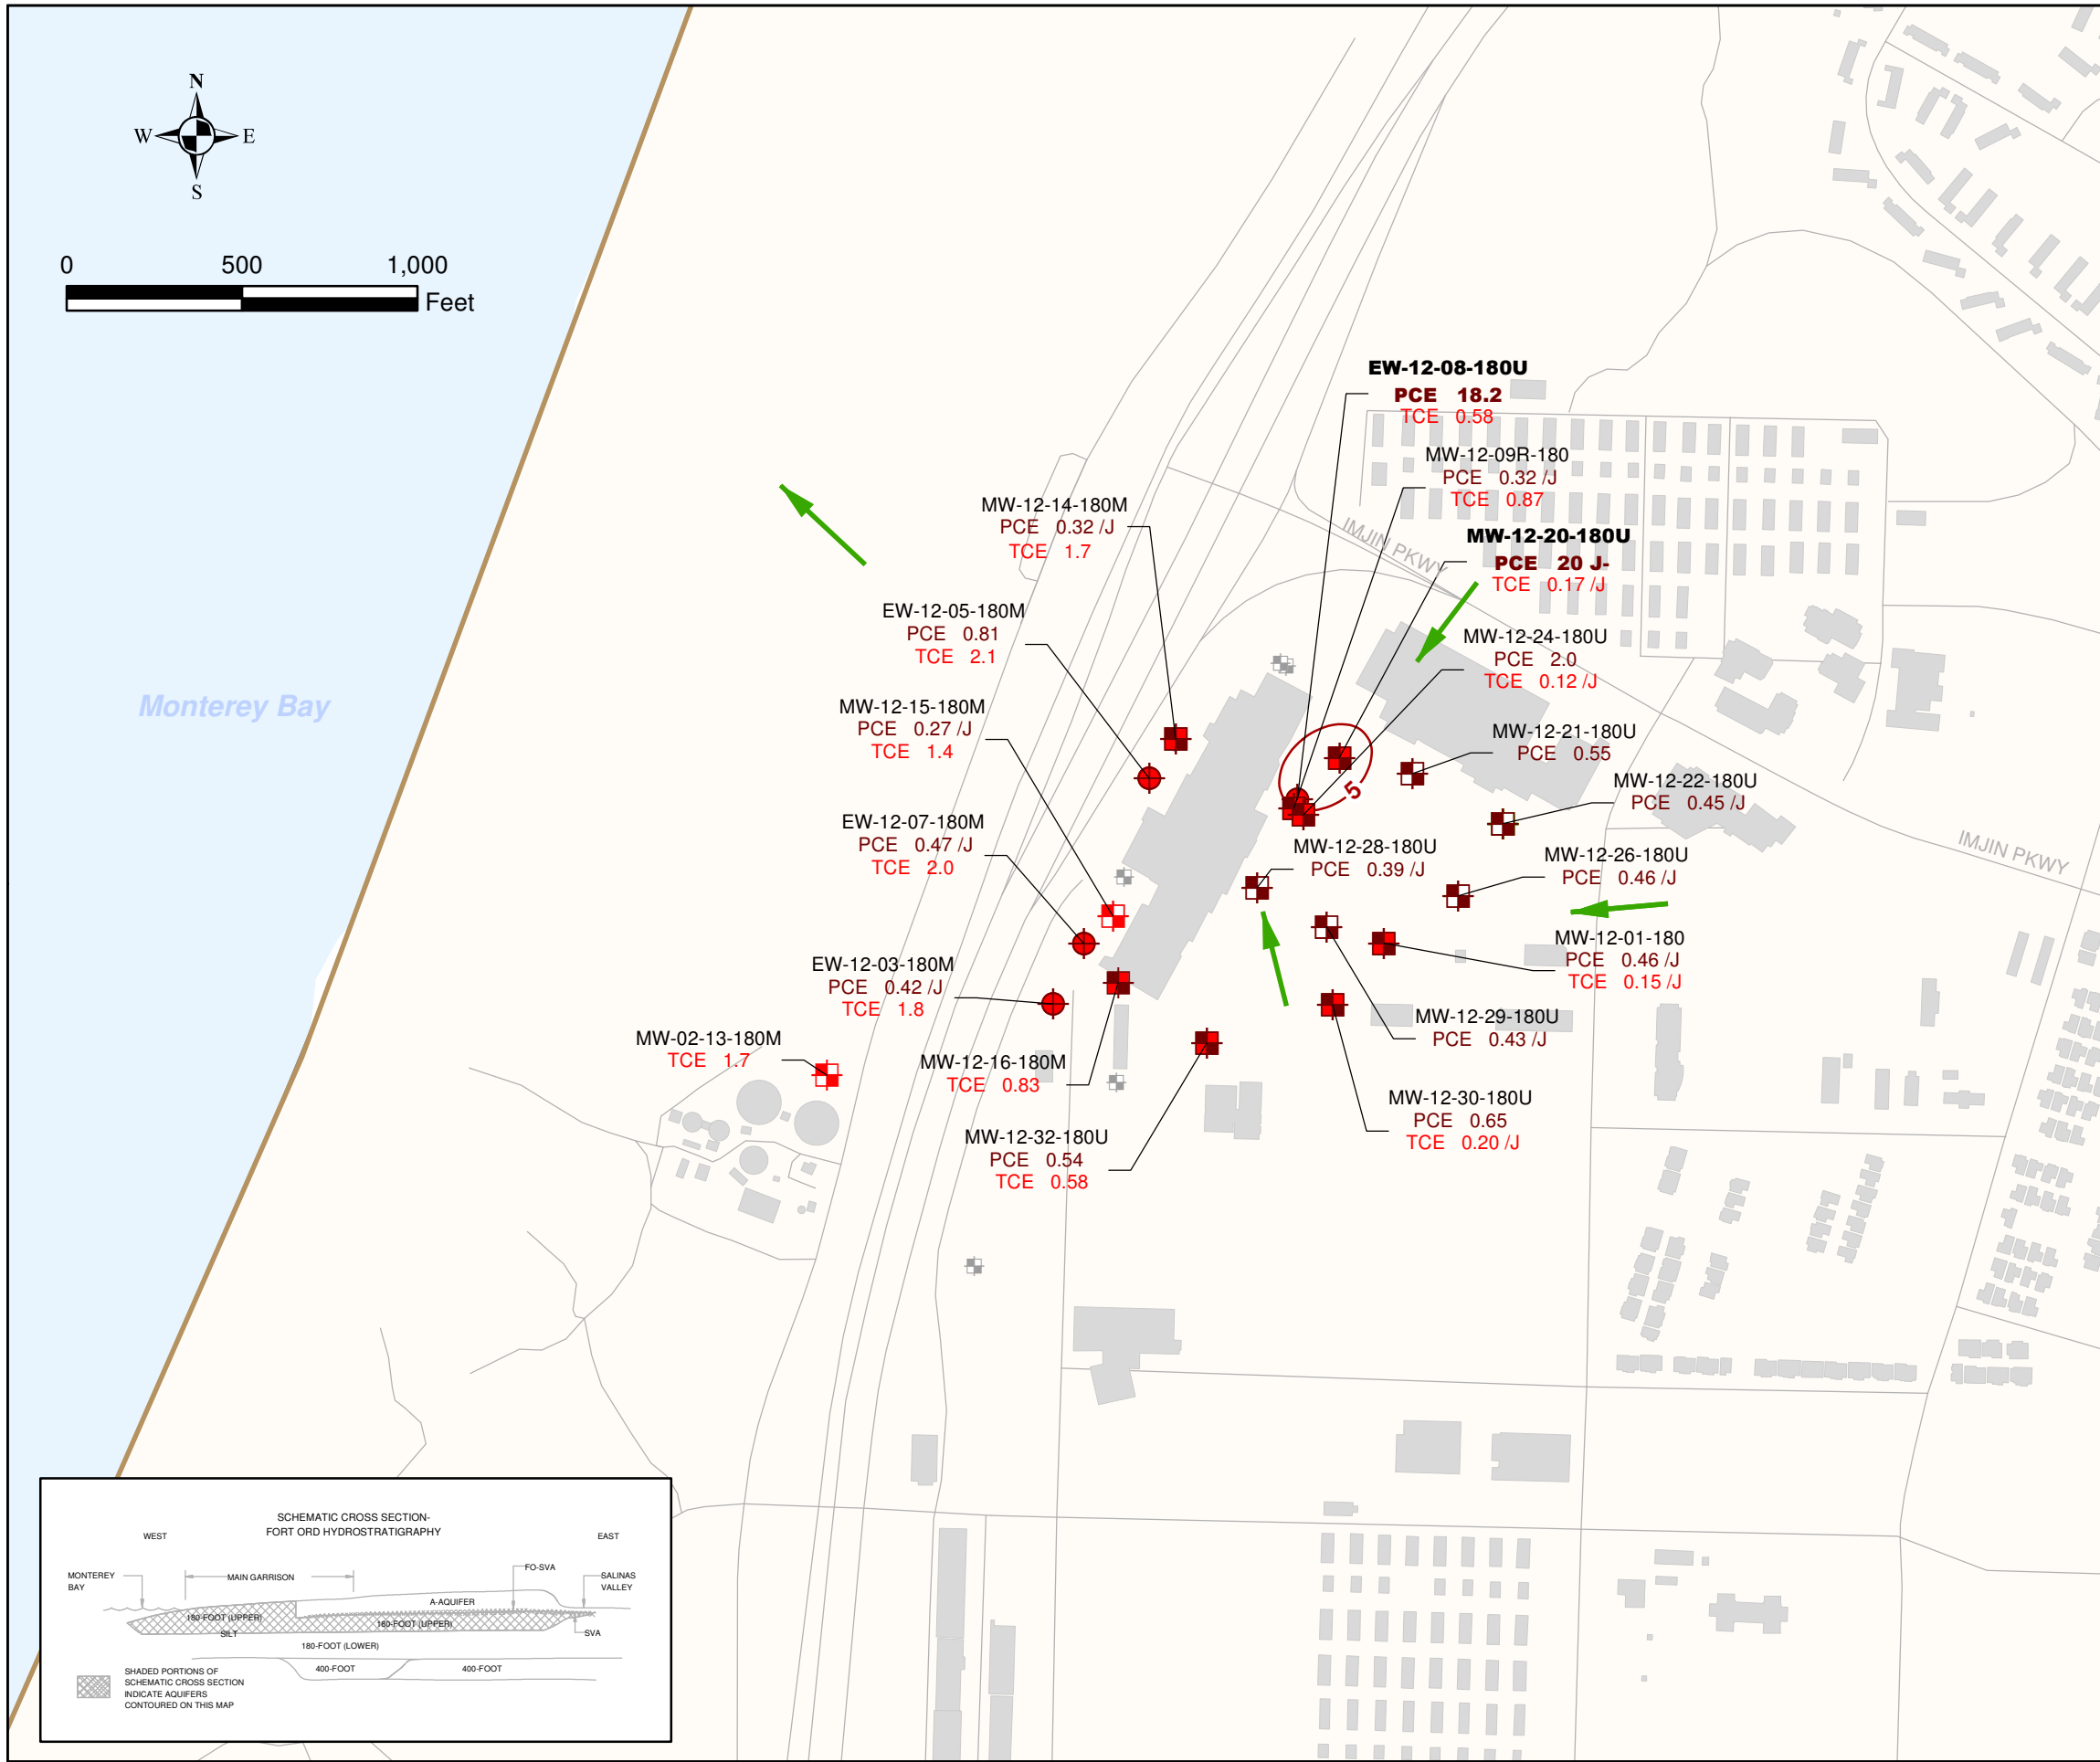 N
W E
S
0 500 1,000
Feet
Monterey Bay
EW-12-08-180U
PCE 18.2
TCE 0.58
MW-12-09R-180
PCE 0.32 /J
TCE 0.87
MW-12-14-180M
PCE 0.32 /J
TCE 1.7
IMJIN PKWY
MW-12-20-180U
PCE 20 J-
TCE 0.17 /J
EW-12-05-180M
PCE 0.81
TCE 2.1
MW-12-24-180U
PCE 2.0
TCE 0.12 /J
MW-12-15-180M
PCE 0.27 /J
TCE 1.4
MW-12-21-180U
PCE 0.55
5
MW-12-22-180U
PCE 0.45 /J
EW-12-07-180M
PCE 0.47 /J
TCE 2.0
MW-12-28-180U
PCE 0.39 /J
IMJIN PKWY
MW-12-26-180U
PCE 0.46 /J
MW-12-01-180
PCE 0.46 /J
TCE 0.15 /J
EW-12-03-180M
PCE 0.42 /J
TCE 1.8
MW-12-29-180U
PCE 0.43 /J
MW-02-13-180M
TCE 1.7
MW-12-16-180M
TCE 0.83
MW-12-30-180U
PCE 0.65
TCE 0.20 /J
MW-12-32-180U
PCE 0.54
TCE 0.58
SCHEMATIC CROSS SECTION-
FORT ORD HYDROSTRATIGRAPHY
WEST EAST
MONTEREY
BAY
MAIN GARRISON
FO-SVA
SALINAS
VALLEY
A-AQUIFER
180-FOOT (UPPER)
180-FOOT (UPPER)
SILT
SVA
180-FOOT (LOWER)
400-FOOT 400-FOOT
SHADED PORTIONS OF
SCHEMATIC CROSS SECTION
INDICATE AQUIFERS
CONTOURED ON THIS MAP